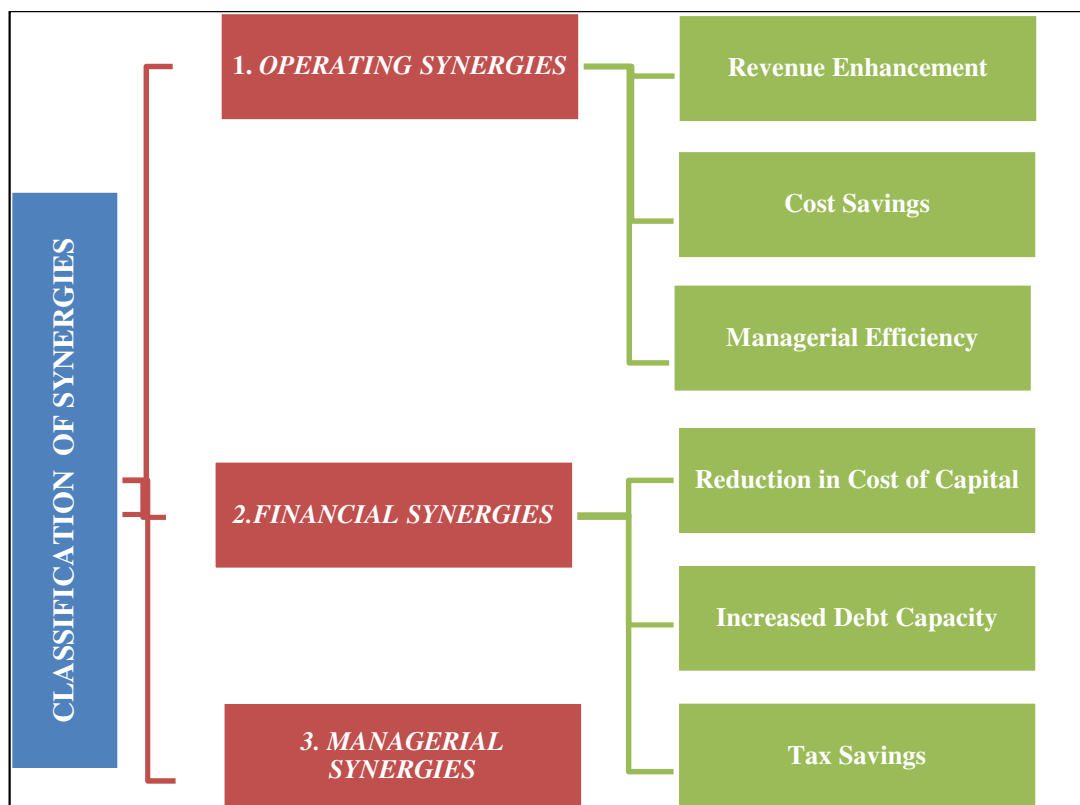 CLASSIFICATION OF SYNERGIES
1. OPERATING SYNERGIES
Revenue Enhancement
Cost Savings
Managerial Efficiency
2.FINANCIAL SYNERGIES
Reduction in Cost of Capital
Increased Debt Capacity
Tax Savings
3. MANAGERIAL
SYNERGIES